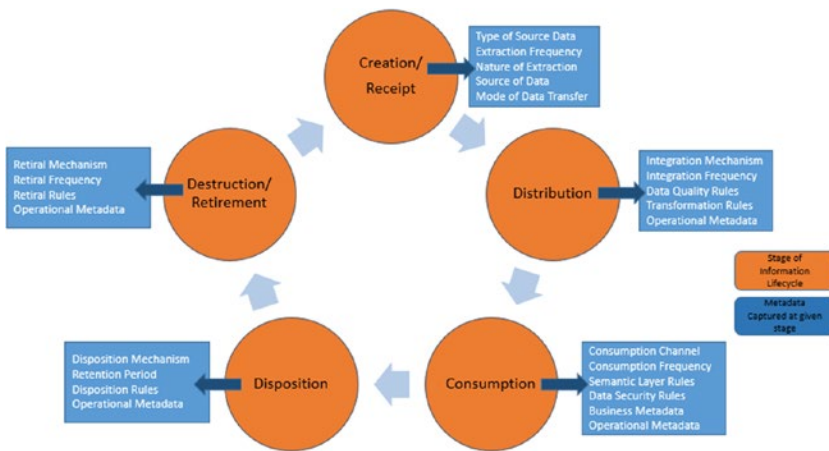 Creation/
Receipt
Type of Source Data
Extraction Frequency
Nature of Extraction
Source of Data
Mode of Data Transfer
Distribution
Integration Mechanism
Integration Frequency
Data Quality Rules
Transformation Rules
Operational Metadata
Consumption
Consumption Channel
Consumption Frequency
Semantic Layer Rules
Data Security Rules
Business Metadata
Operational Metadata
Disposition
Disposition Mechanism
Retention Period
Disposition Rules
Operational Metadata
Destruction/
Retirement
Retiral Mechanism
Retiral Frequency
Retiral Rules
Operational Metadata
Stage of
Information
Lifecycle
Metadata
Captured at given
stage